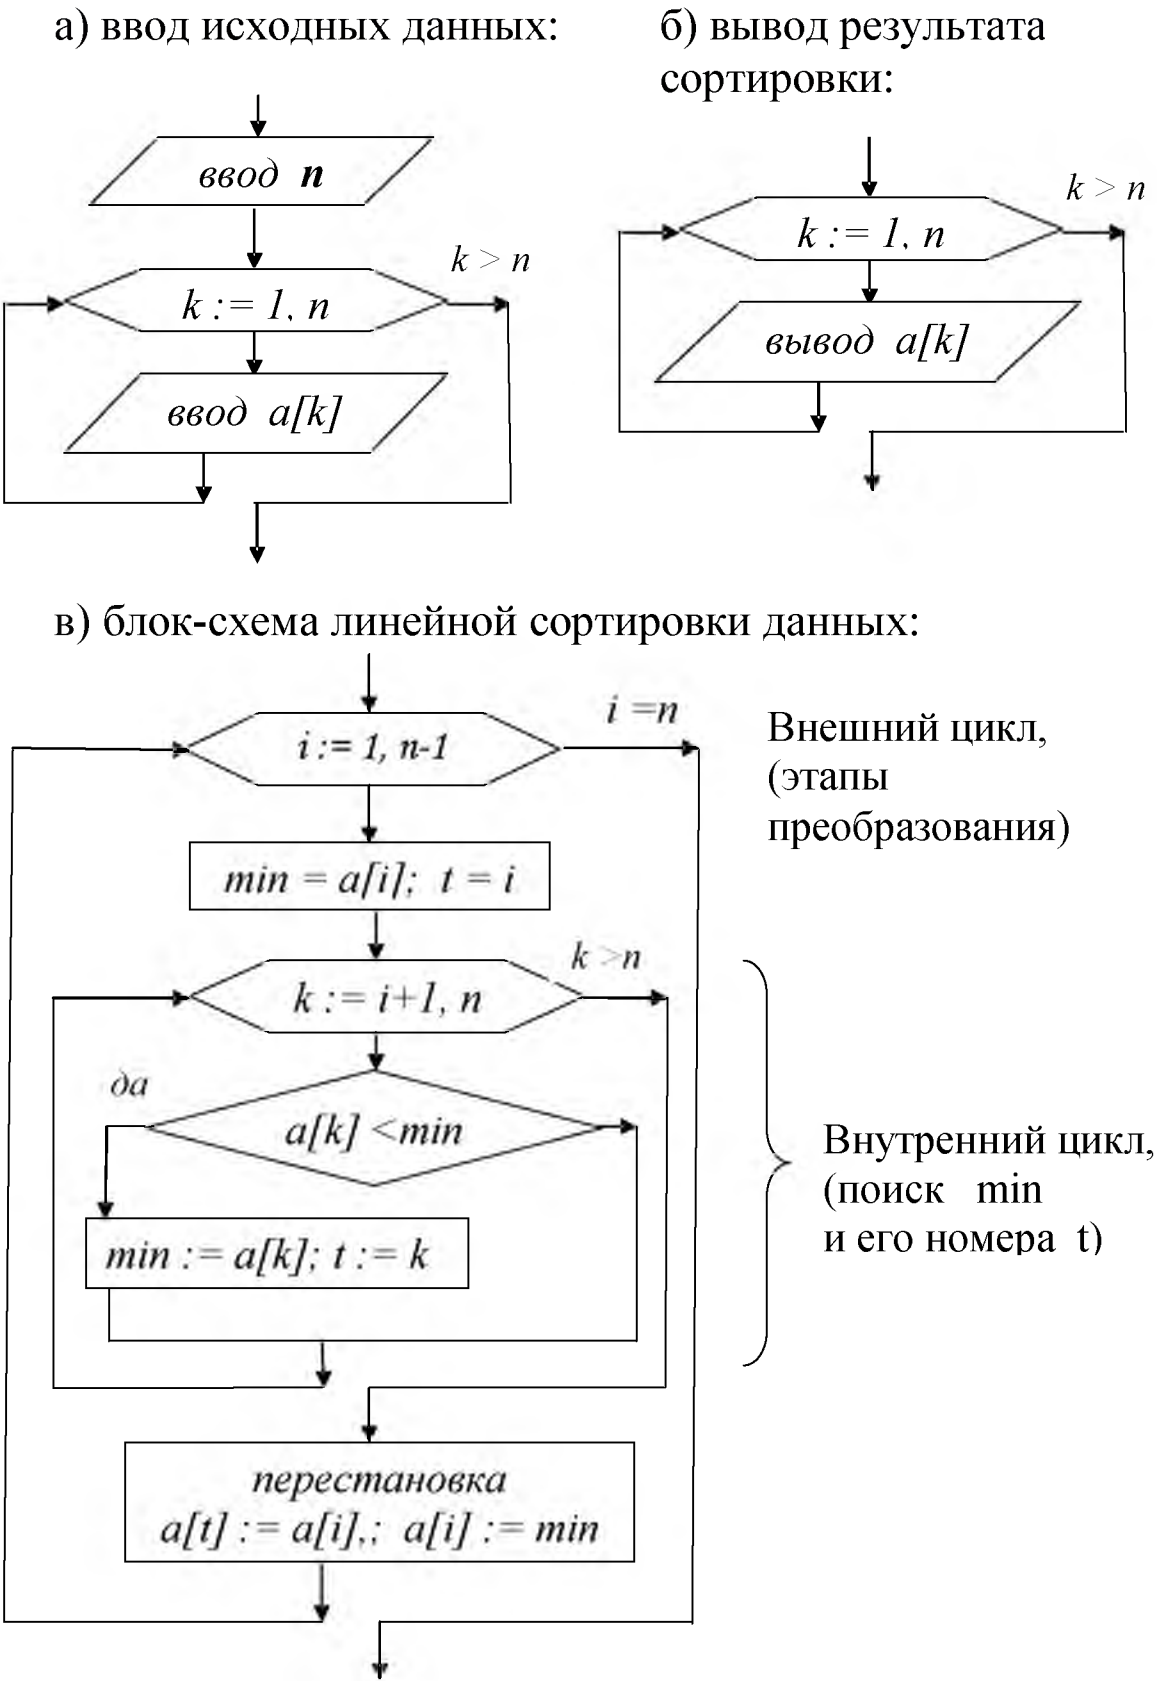 а) ввод исходных данных:
б) вывод результата
сортировки:
ввод n
k > n
k := 1, n
ввод a[k]
k > n
k := 1, n
вывод a[k]
в) блок-схема линейной сортировки данных:
i =n
i := 1, n-1
Внешний цикл,
(этапы
преобразования)
min = a[i]; t = i
k >n
k := i+1, n
да
a[k] <min
Внутренний цикл,
(поиск min
и его номера t)
min := a[k]; t := k
перестановка
a[t] := a[i],; a[i] := min